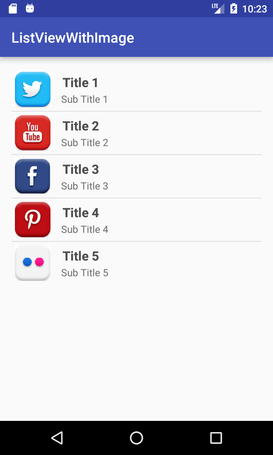 LTE 10:23
ListViewWithImage
Title 1
Sub Title 1
You
Tube
Title 2
Sub Title 2
f
Title 3
Sub Title 3
Title 4
Sub Title 4
Title 5
Sub Title 5